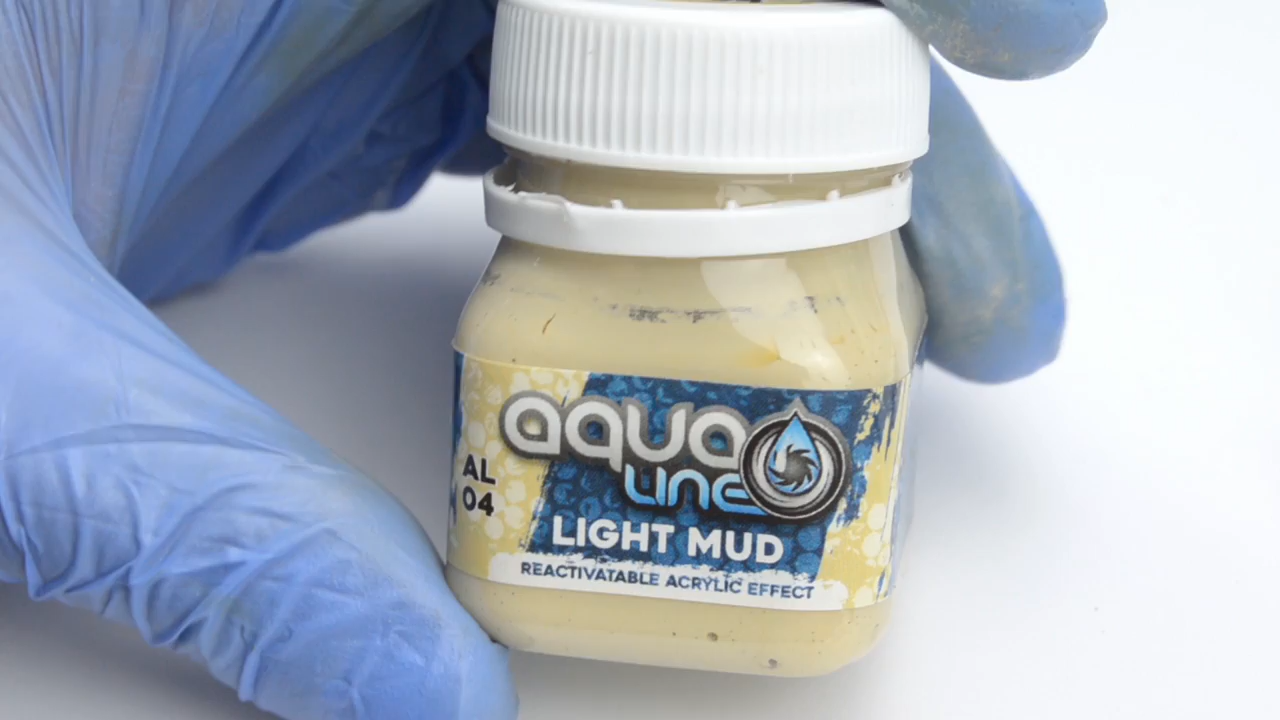 aqua
LINE
AL
04
LIGHT MUD
REACTIVATABLE ACRYLIC EFFECT